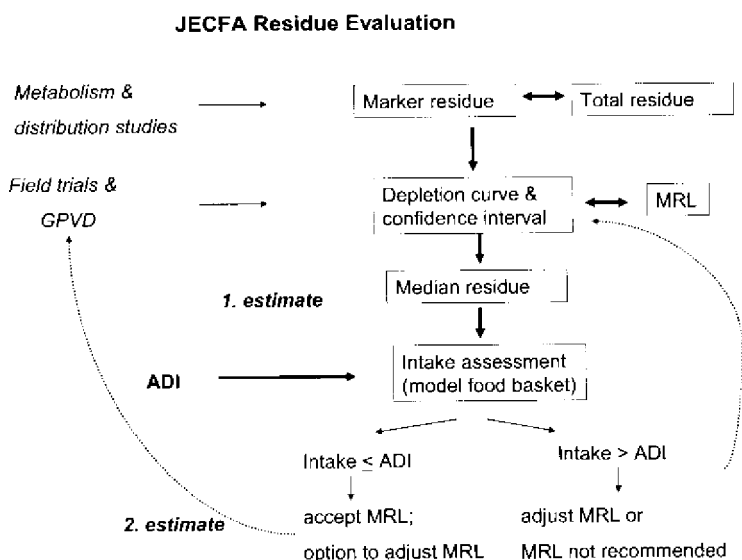 JECFA Residue Evaluation
Metabolism &
distribution studies
Marker residue
Total residue
Field trials &
GPVD
Depletion curve &
confidence interval
MRL
1. estimate
Median residue
ADI
Intake assessment
(model food basket)
Intake ≤ ADI
Intake > ADI
2. estimate
accept MRL;
option to adjust MRL
adjust MRL or
MRL not recommended